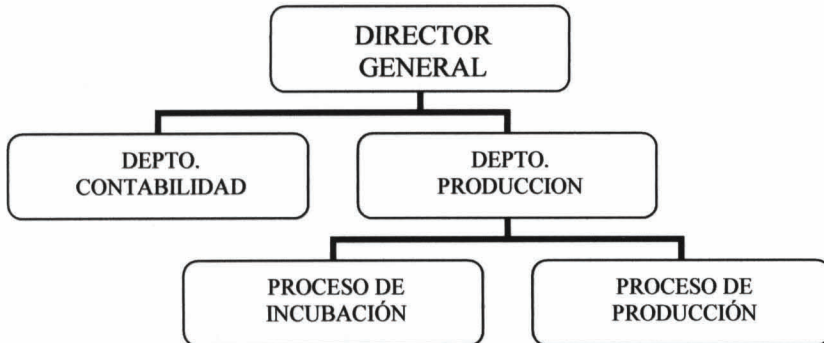 DIRECTOR
GENERAL
DEPTO.
CONTABILIDAD
DEPTO.
PRODUCCION
PROCESO DE
INCUBACIÓN
PROCESO DE
PRODUCCIÓN